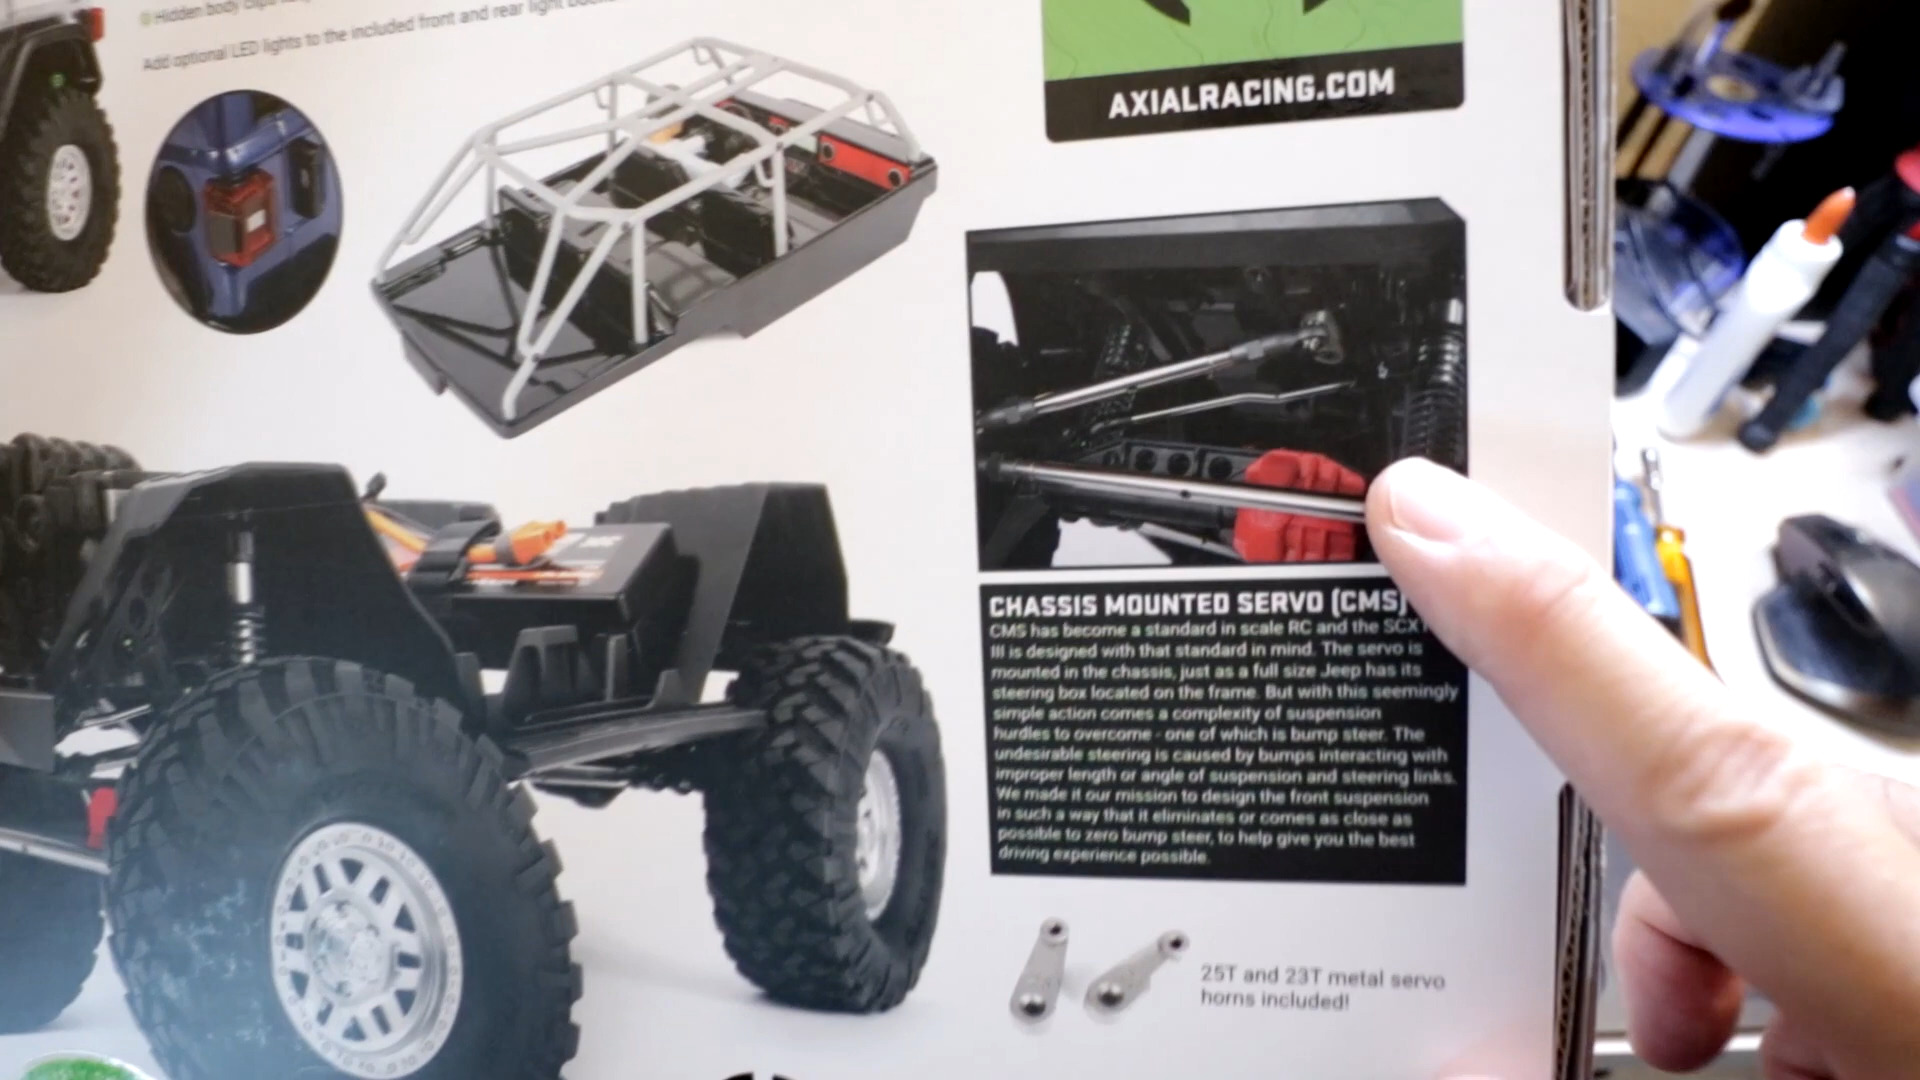 Hidden body clips
Add optional LED lights to the included front and rear light
AXIALRACING.COM
CHASSIS MOUNTED SERVO (CMS)
CMS has become a standard in scale RC and the SCX
III is designed with that standard in mind. The servo is
mounted in the chassis, just as a full size Jeep has its
steering box located on the frame. But with this seemingly
simple action comes a complexity of suspension
hurdles to overcome - one of which is bump steer. The
undesirable steering is caused by bumps interacting with
improper length or angle of suspension and steering links.
We made it our mission to design the front suspension
in such a way that it eliminates or comes as close as
possible to zero bump steer, to help give you the best
driving experience possible.
25T and 23T metal servo
horns included!